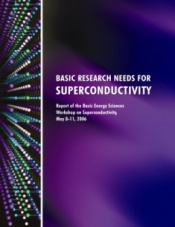 BASIC RESEARCH NEEDS FOR
SUPERCONDUCTIVITY
Report of the Basic Energy Sciences
Workshop on Superconductivity,
May 8-11, 2006